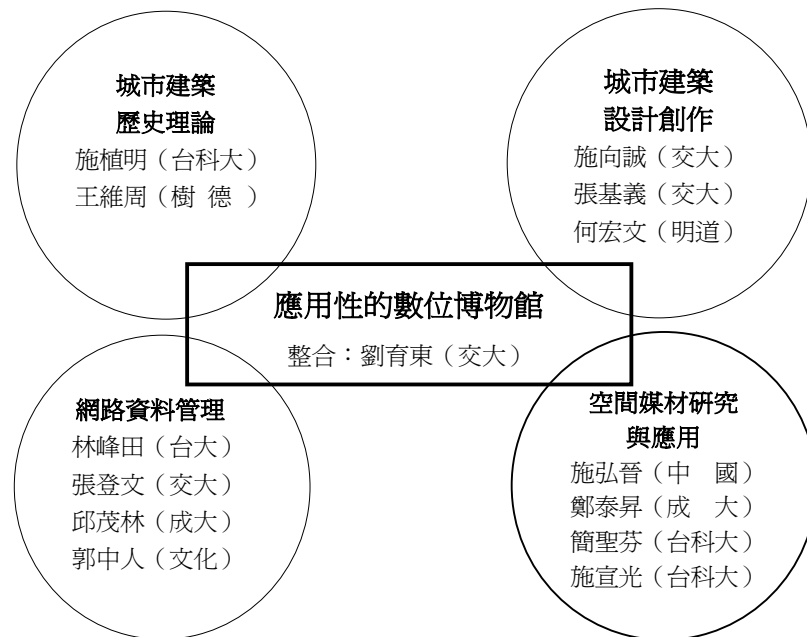 城市建築
歷史理論
施植明（台科大）
王維周（樹 德 ）
城市建築
設計創作
施向誠（交大）
張基義（交大）
何宏文（明道）
應用性的數位博物館
整合：劉育東（交大）
網路資料管理
林峰田（台大）
張登文（交大）
邱茂林（成大）
郭中人（文化）
空間媒材研究
與應用
施弘晉（中　國）
鄭泰昇（成　大）
簡聖芬（台科大）
施宣光（台科大）